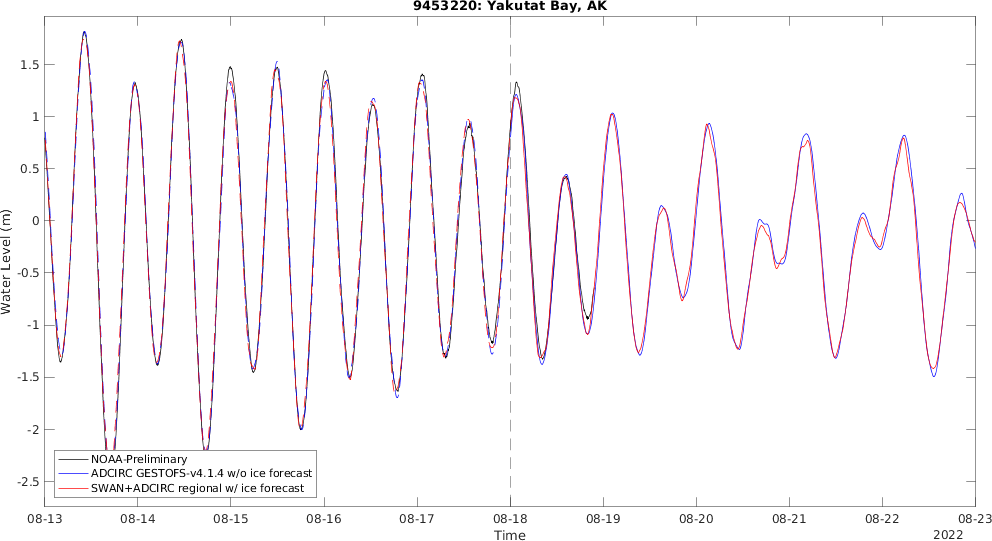 9453220: Yakutat Bay, AK
Water Level (m)
1.5
1
0.5
0
-0.5
-1
-1.5
-2
-2.5
NOAA-Preliminary
ADCIRC GESTOFS-v4.1.4 w/o ice forecast
SWAN+ADCIRC regional w/ ice forecast
08-13 08-14 08-15 08-16 08-17 08-18 08-19 08-20 08-21 08-22 08-23
Time
2022